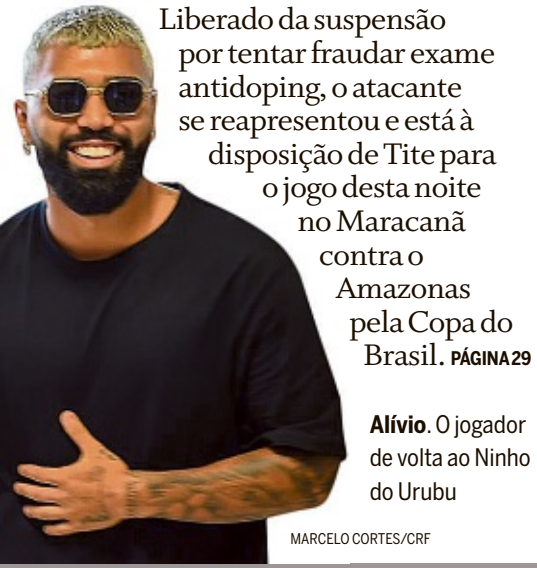 Liberado da suspensão
por tentar fraudar exame
antidoping, o atacante
se reapresentou e está à
disposição de Tite para
o jogo desta noite
no Maracanã
contra o
Amazonas
pela Copa do
Brasil. PÁGINA 29
Alívio. O jogador
de volta ao Ninho
do Urubu
MARCELO CORTES/CRF